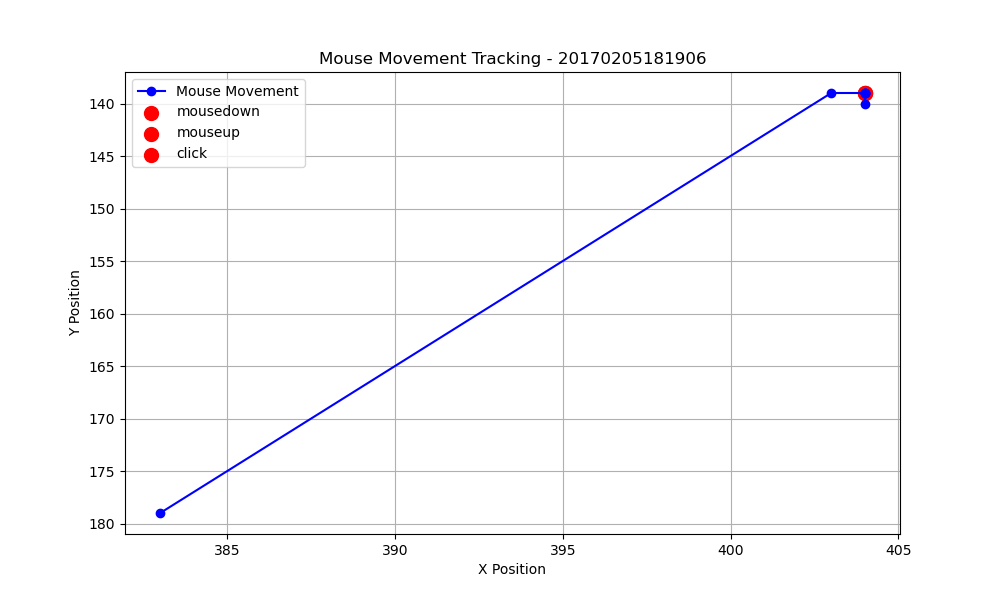 Mouse Movement Tracking - 20170205181906
Mouse Movement
mousedown
mouseup
click
140
145
150
155
160
165
170
175
180
Y Position
385
390
395
400
405
X Position